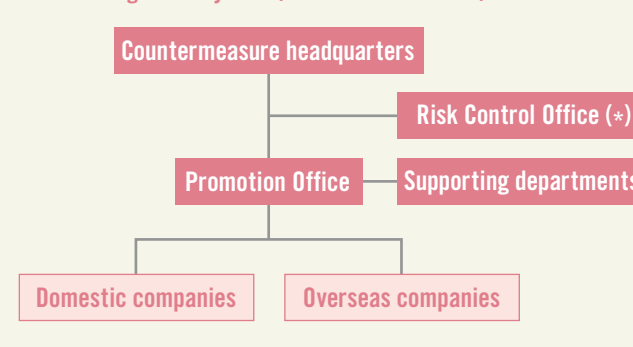 Countermeasure headquarters
Risk Control Office (*)
Promotion Office
Supporting departments
Domestic companies
Overseas companies